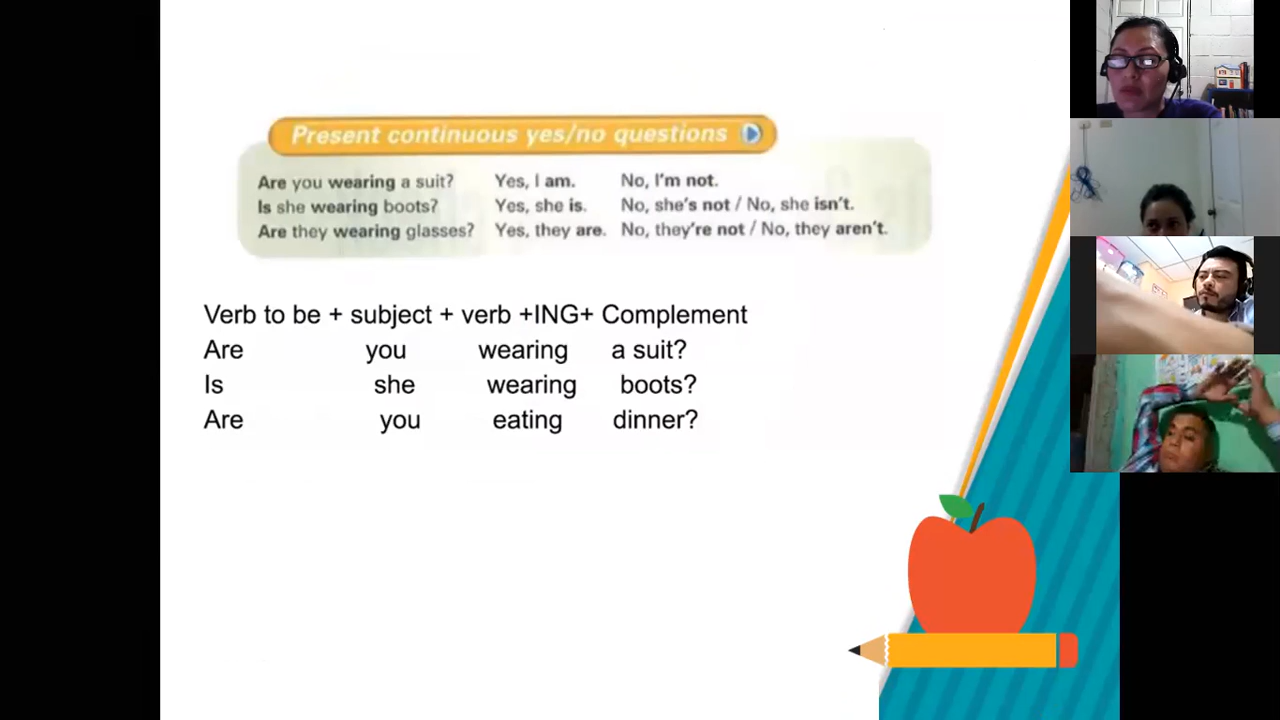 Present continuous yes/no questions
Are you wearing a suit? Yes, I am. No, I'm not.
Is she wearing boots? Yes, she is. No, she's not / No, she isn't.
Are they wearing glasses? Yes, they are. No, they're not / No, they aren't.
Verb to be + subject + verb +ING+ Complement
Are you wearing a suit?
Is she wearing boots?
Are you eating dinner?